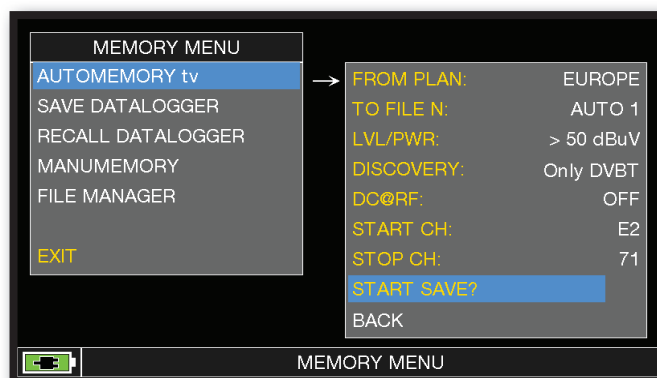 MEMORY MENU
AUTOMEMORY tv
SAVE DATALOGGER
RECALL DATALOGGER
MANUMEMORY
FILE MANAGER
EXIT
FROM PLAN: EUROPE
TO FILE N: AUTO 1
LVL/PWR: > 50 dBuV
DISCOVERY: Only DVBT
DC@RF: OFF
START CH: E2
STOP CH: 71
START SAVE?
BACK
MEMORY MENU